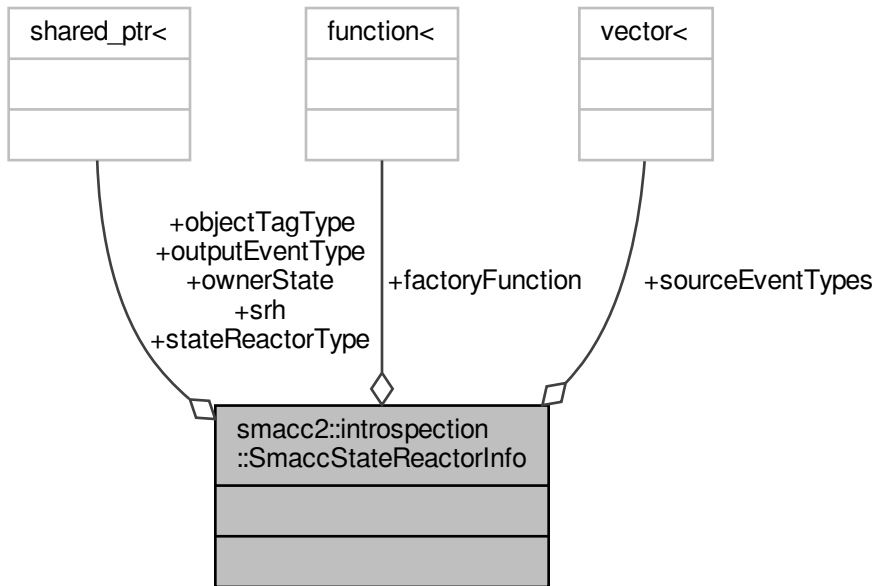 shared_ptr<
function<
vector<
+objectTagType
+outputEventType
+ownerState
+srh
+stateReactorType
+factoryFunction
+sourceEventTypes
smacc2::introspection
::SmaccStateReactorInfo